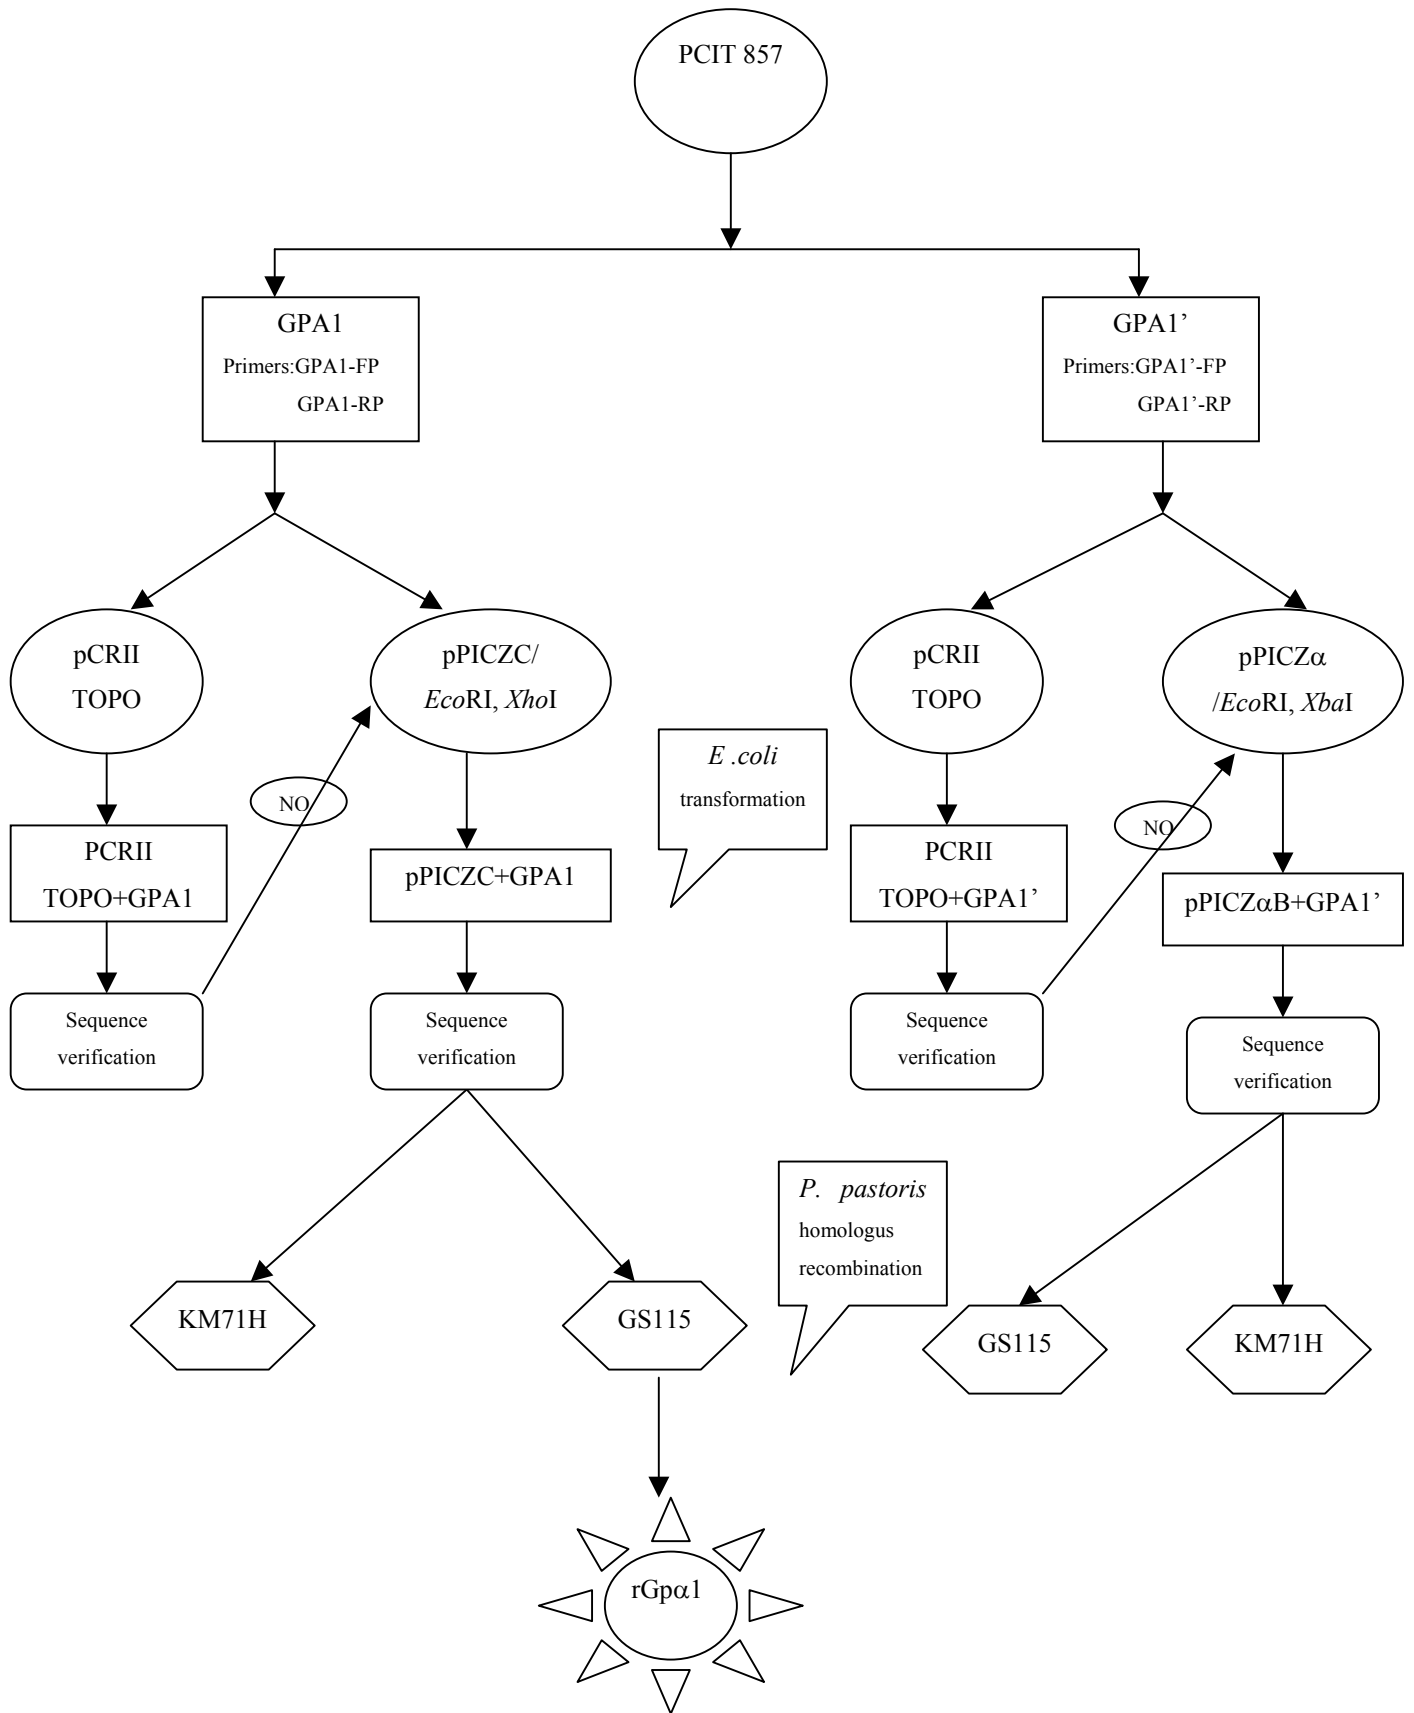 PCIT 857
GPA1
Primers:GPA1-FP
GPA1-RP
GPA1’
Primers:GPA1’-FP
GPA1’-RP
pCRII
TOPO
pPICZC/
EcoRI, XhoI
pCRII
TOPO
pPICZα
/EcoRI, XbaI
E .coli
transformation
NO
NO
PCRII
TOPO+GPA1
pPICZC+GPA1
PCRII
TOPO+GPA1’
pPICZαB+GPA1’
Sequence
verification
Sequence
verification
Sequence
verification
Sequence
verification
P. pastoris
homologus
recombination
KM71H
GS115
GS115
KM71H
rGpα1